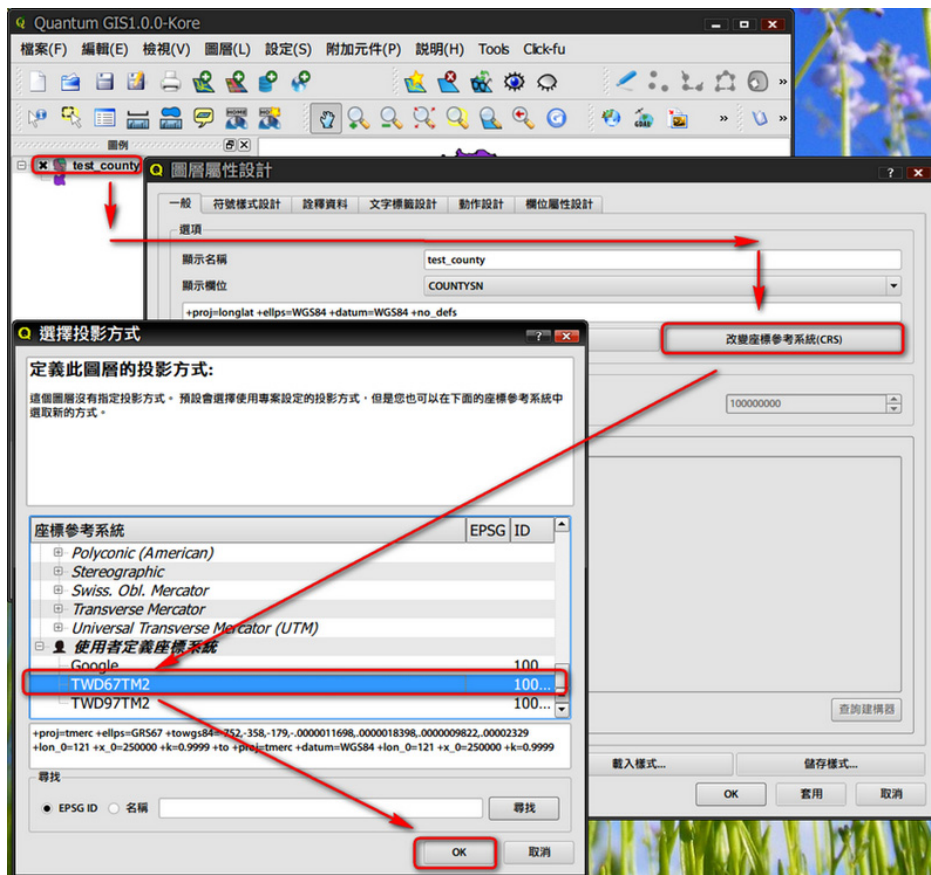 Quantum GIS1.0.0-Kore
檔案(F) 編輯(E) 檢視(V) 圖層(L) 設定(S) 附加元件(P) 說明(H) Tools Click-fu
圖例
test_county
圖層屬性設計
一般 符號樣式設計 詮釋資料 文字標籤設計 動作設計 欄位屬性設計
選項
顯示名稱 test_county
顯示欄位 COUNTYSN
+proj=longlat +ellps=WGS84 +datum=WGS84 +no_defs
改變座標參考系統(CRS)
100000000
查詢建構器
載入樣式... 儲存樣式...
OK 套用 取消
選擇投影方式
定義此圖層的投影方式:
這個圖層沒有指定投影方式。預設會選擇使用專案設定的投影方式，但是您也可以在下面的座標參考系統中
選取新的方式。
座標參考系統 EPSG ID
Polyconic (American)
Stereographic
Swiss. Obl. Mercator
Transverse Mercator
Universal Transverse Mercator (UTM)
使用者定義座標系統
Google 100...
TWD67TM2 100...
TWD97TM2 100...
+proj=tmerc +ellps=GRS67 +towgs84=-752,-358,-179,-.0000011698,.0000018398,.0000009822,.00002329
+lon_0=121 +x_0=250000 +k=0.9999 +to +proj=tmerc +datum=WGS84 +lon_0=121 +x_0=250000 +k=0.9999
尋找
EPSG ID 名稱 尋找
OK 取消